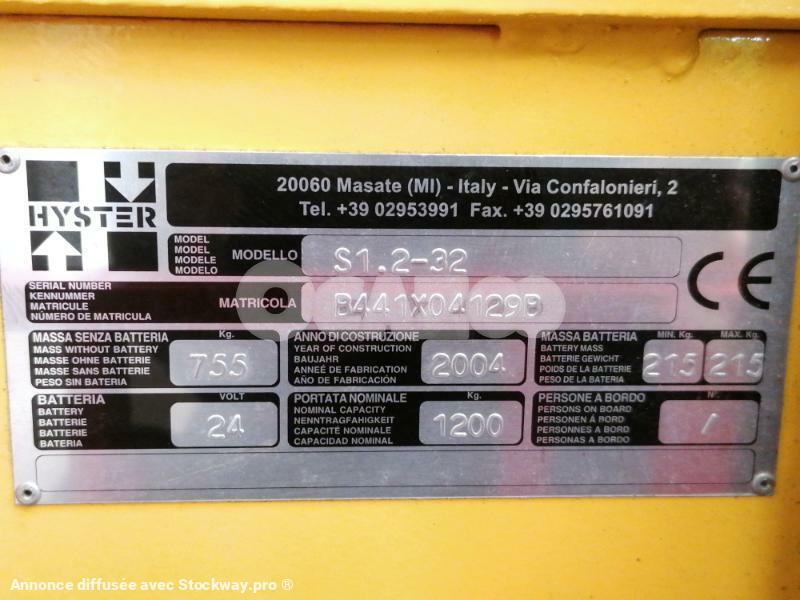 HYSTER
20060 Masate (MI) - Italy - Via Confalonieri, 2
Tel. +39 02953991 Fax. +39 0295761091
MODEL
MODEL
MODELE
MODELO
MODELLO
S1.2-32
SERIAL NUMBER
KENNUMMER
MATRICULE
NÚMERO DE MATRICULA
MATRICOLA
B441X04129B
CE
MASSA SENZA BATTERIA
MASS WITHOUT BATTERY
MASSE OHNE BATTERIE
MASSE SANS BATTERIE
PESO SIN BATERIA
Kg.
755
ANNO DI COSTRUZIONE
YEAR OF CONSTRUCTION
BAUJAHR
ANNEÉ DE FABRICATION
AÑO DE FABRICACIÓN
2004
MASSA BATTERIA
BATTERY MASS
BATTERIE GEWICHT
POIDS DE LA BATTERIE
PESO DE LA BATERIA
MIN. Kg.
215
MAX. Kg.
215
BATTERIA
BATTERY
BATTERIE
BATTERIE
BATERIA
VOLT
24
PORTATA NOMINALE
NOMINAL CAPACITY
NENNTRAGFAHIGKEIT
CAPACITÉ NOMINALE
CAPACIDAD NOMINAL
Kg.
1200
PERSONE A BORDO
PERSONS ON BOARD
PERSONEN Á BORD
PERSONNES A BORD
PERSONAS A BORDO
N°
/
Annonce diffusée avec Stockway.pro ®